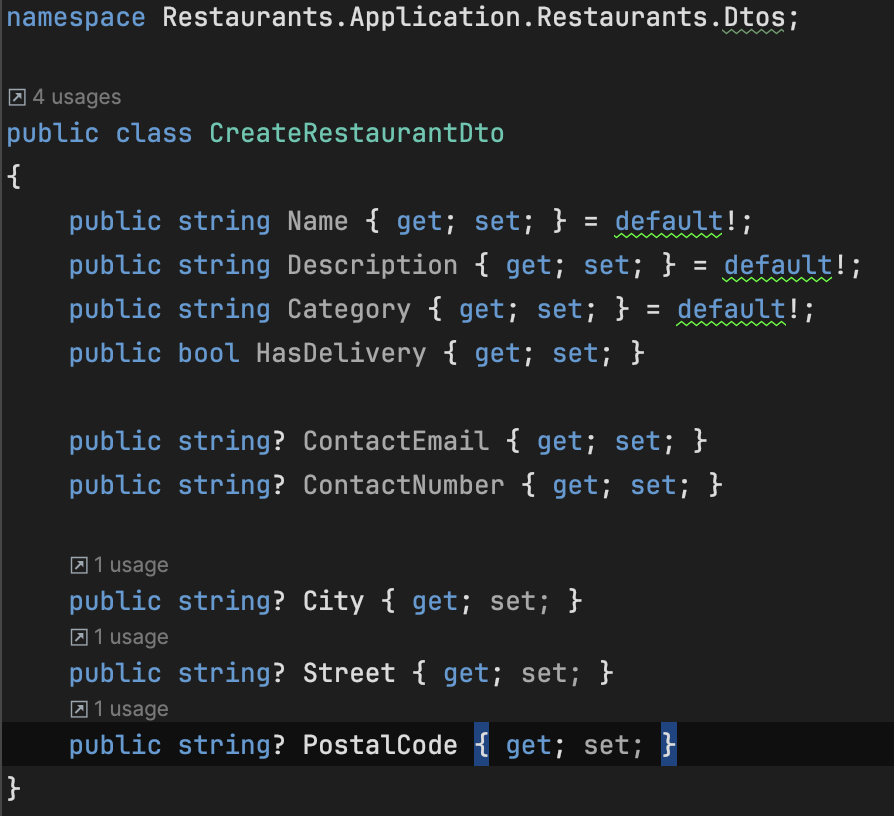 namespace Restaurants.Application.Restaurants.Dtos;
4 usages
public class CreateRestaurantDto
{
    public string Name { get; set; } = default!;
    public string Description { get; set; } = default!;
    public string Category { get; set; } = default!;
    public bool HasDelivery { get; set; }
    public string? ContactEmail { get; set; }
    public string? ContactNumber { get; set; }
    1 usage
    public string? City { get; set; }
    1 usage
    public string? Street { get; set; }
    1 usage
    public string? PostalCode { get; set; }
}